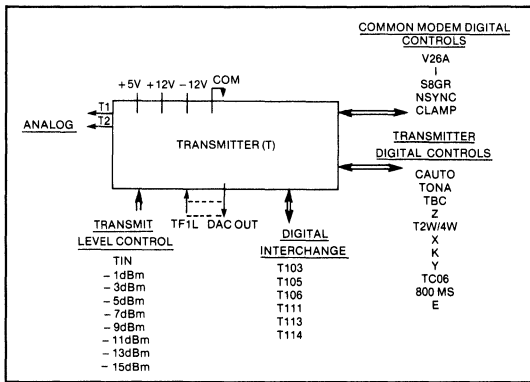 COMMON MODEM DIGITAL
CONTROLS
V26A
I
S8GR
NSYNC
CLAMP
+5V +12V -12V COM
T1
T2
ANALOG
TRANSMITTER (T)
TRANSMITTER
DIGITAL CONTROLS
CAUTO
TONA
TBC
Z
T2W/4W
X
K
Y
TC06
800 MS
E
TRANSMIT
LEVEL CONTROL
TIN
- 1dBm
- 3dBm
- 5dBm
- 7dBm
- 9dBm
- 11dBm
- 13dBm
- 15dBm
TF1L DAC OUT
DIGITAL
INTERCHANGE
T103
T105
T106
T111
T113
T114